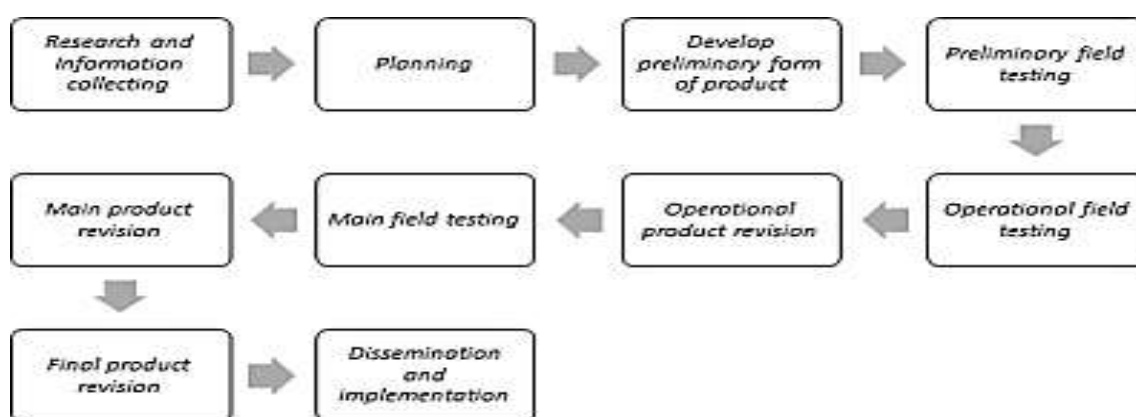 Research and
Information
collecting
Planning
Develop
preliminary form
of product
Preliminary field
testing
Operational field
testing
Operational
product revision
Main field testing
Main product
revision
Final product
revision
Dissemination
and
implementation